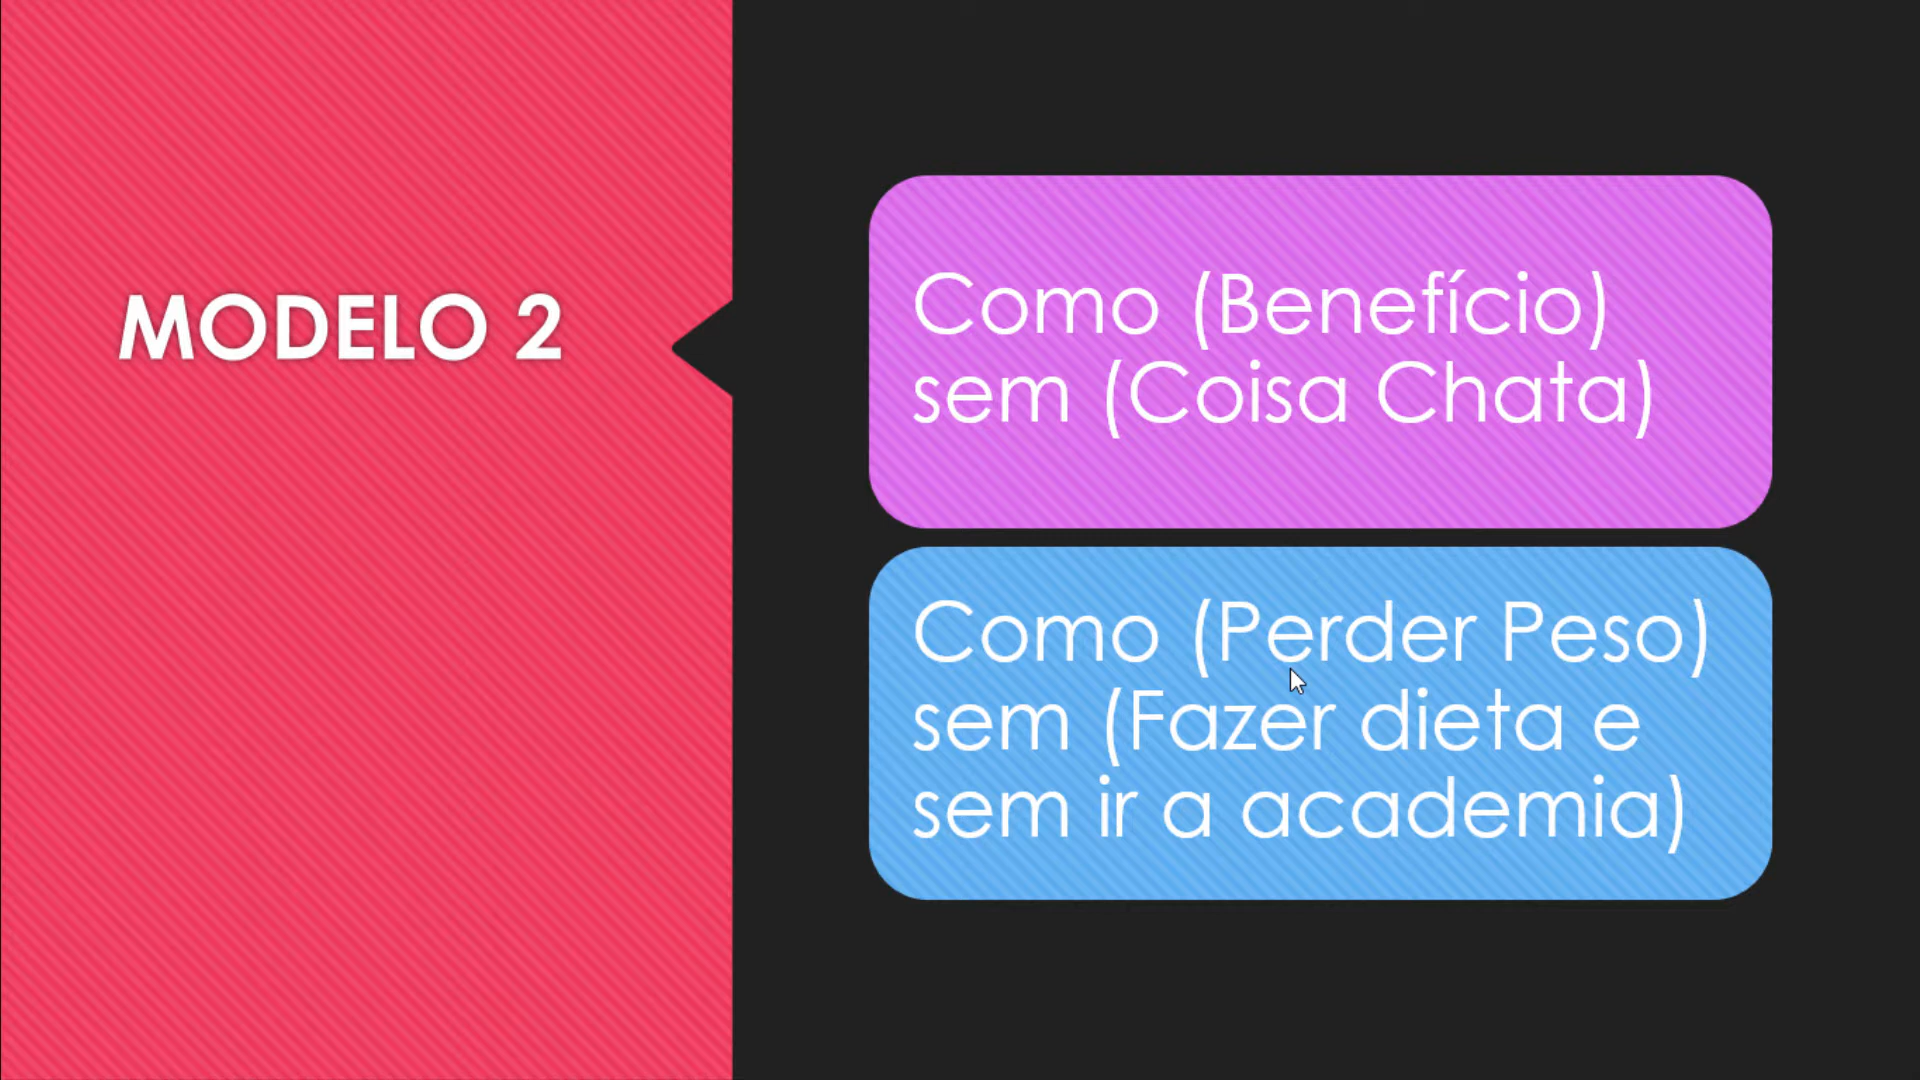 MODELO 2
Como (Benefício)
sem (Coisa Chata)
Como (Perder Peso)
sem (Fazer dieta e
sem ir a academia)